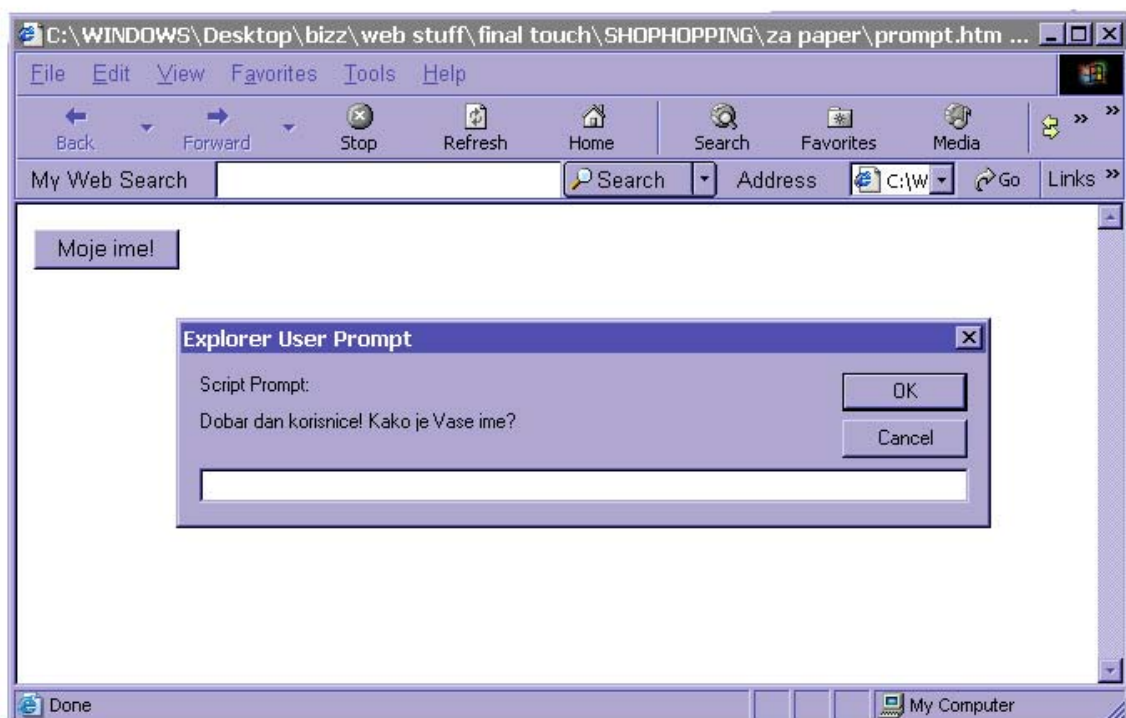 C:\WINDOWS\Desktop\bizz\web stuff\final touch\SHOPHOPPING\za paper\prompt.htm ...
File Edit View Favorites Tools Help
Back Forward Stop Refresh Home Search Favorites Media » »
My Web Search Search Address C:\W Go Links »
Moje ime!
Explorer User Prompt
Script Prompt:
OK
Dobar dan korisnice! Kako je Vase ime?
Cancel
Done My Computer